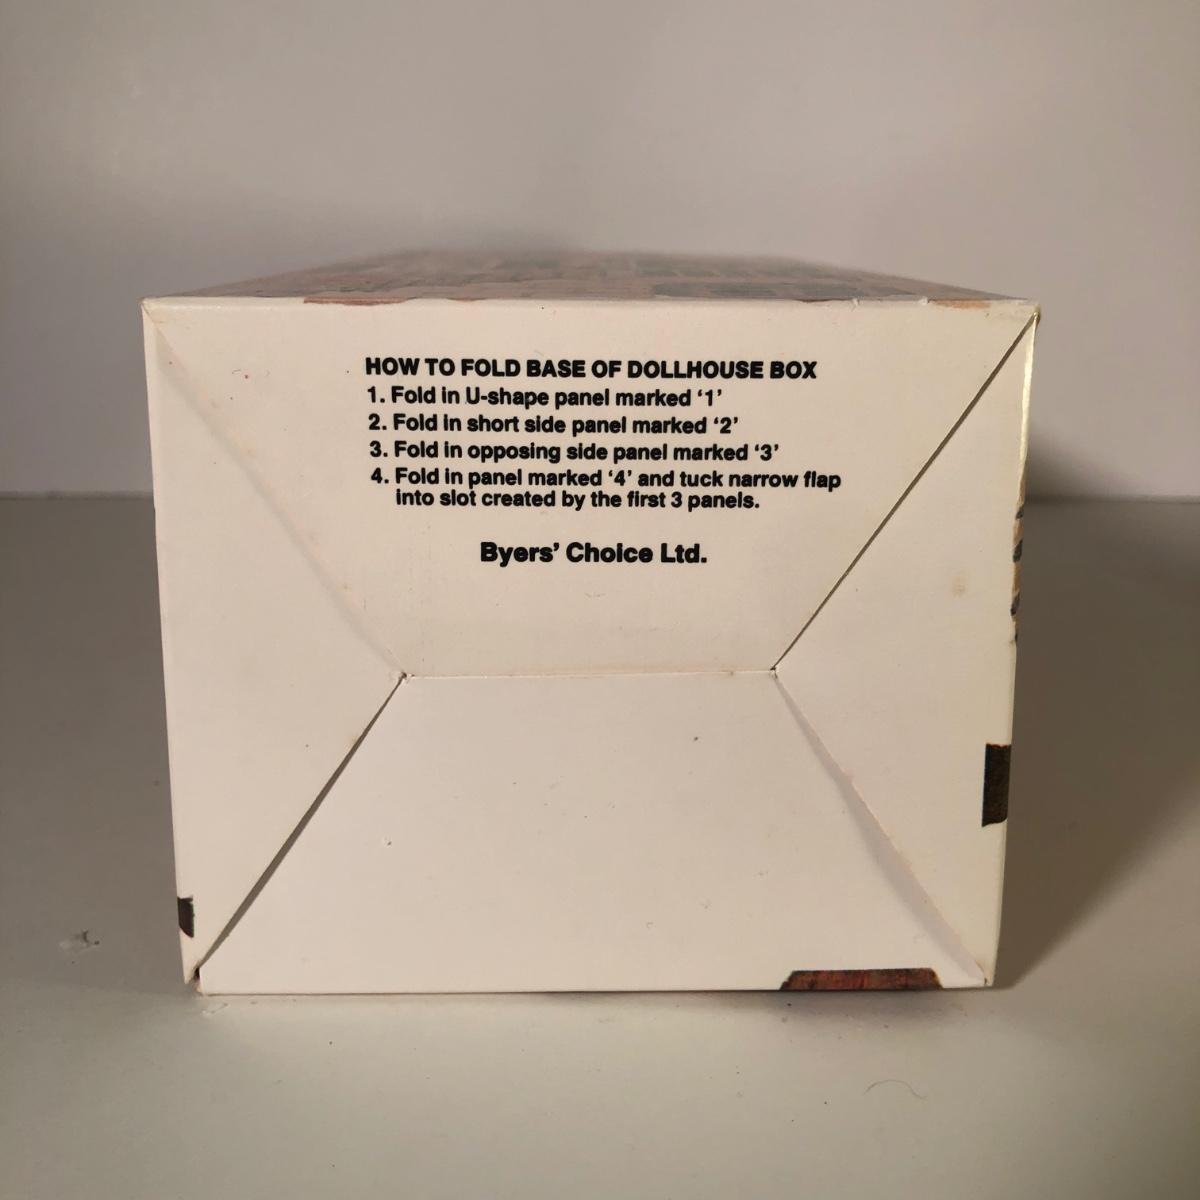 HOW TO FOLD BASE OF DOLLHOUSE BOX
1. Fold in U-shape panel marked ‘1’
2. Fold in short side panel marked ‘2’
3. Fold in opposing side panel marked ‘3’
4. Fold in panel marked ‘4’ and tuck narrow flap
into slot created by the first 3 panels.
Byers’ Choice Ltd.